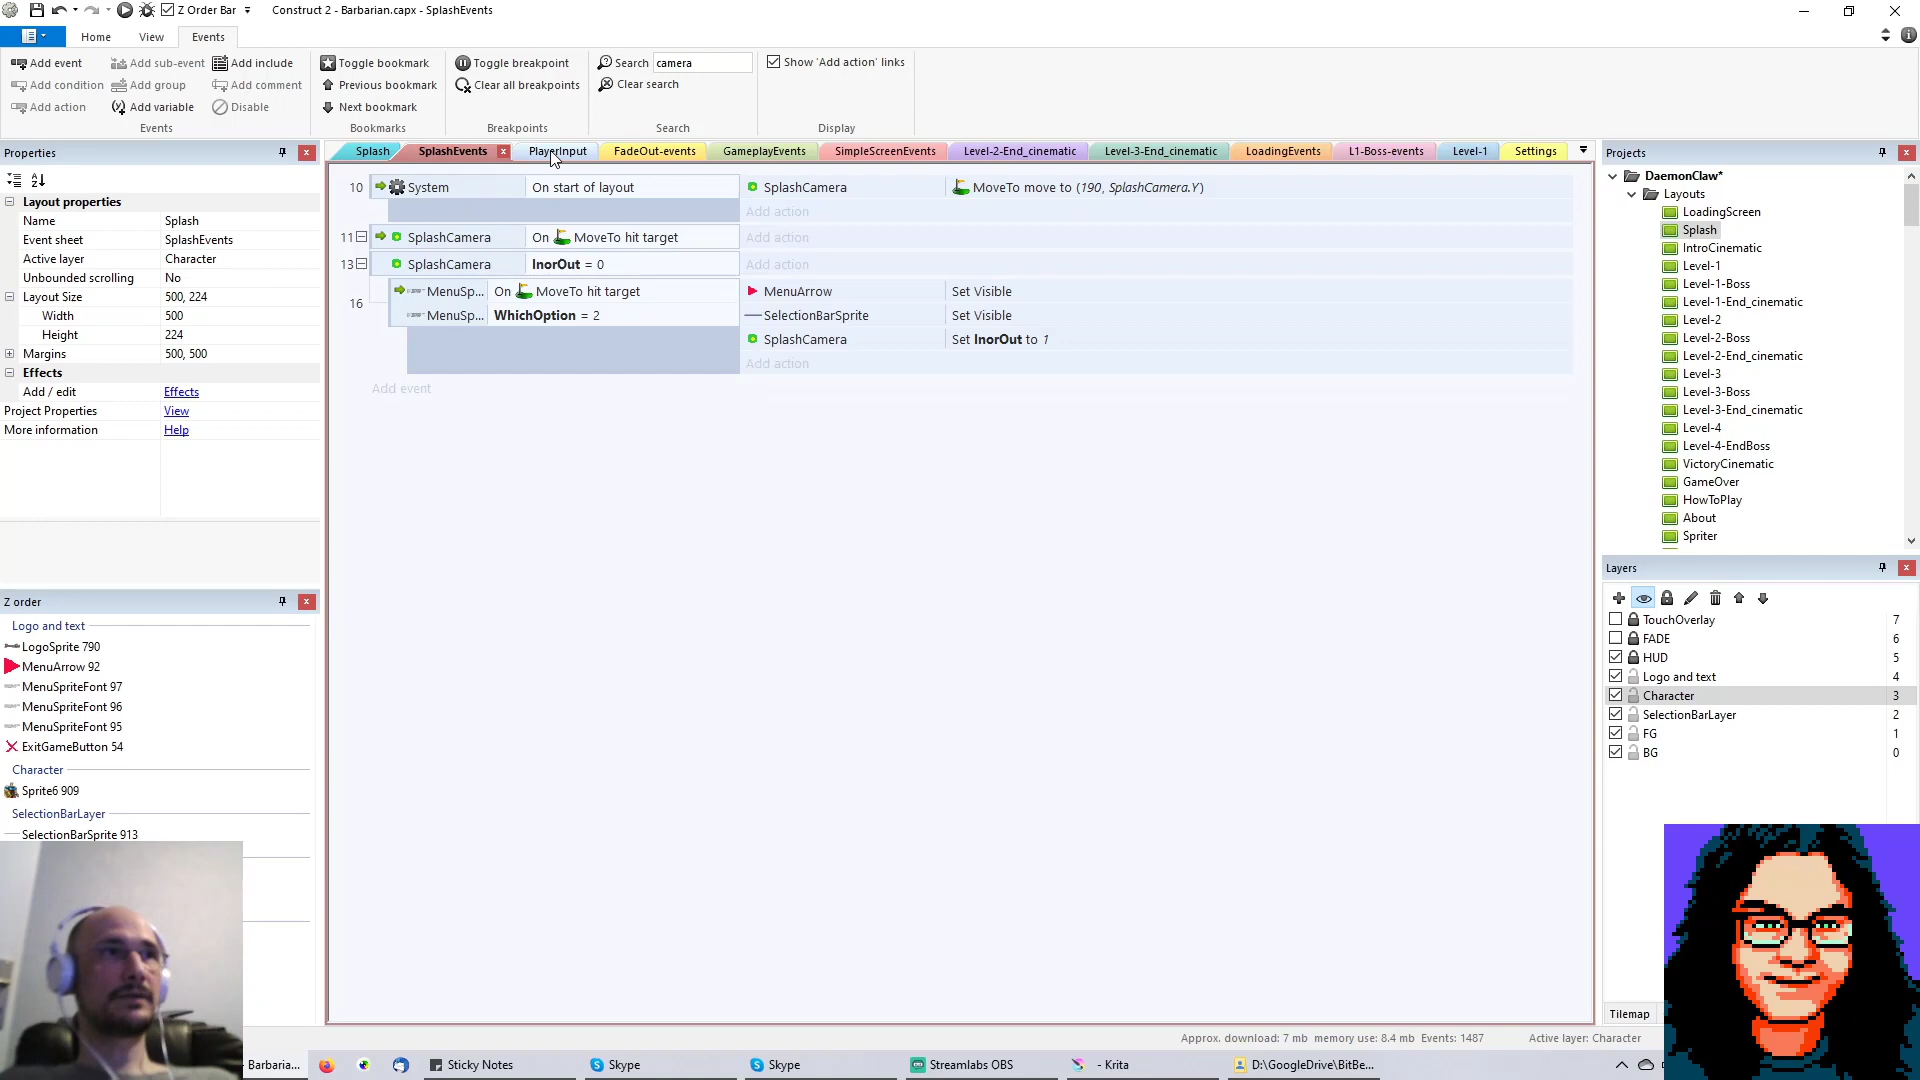 Z Order Bar Construct 2 - Barbarian.capx - SplashEvents
Home View Events
Add event Add sub-event Add include Toggle bookmark Toggle breakpoint Search camera Show 'Add action' links
Add condition Add group Add comment Previous bookmark Clear all breakpoints Clear search
Add action Add variable Disable Next bookmark
Events Bookmarks Breakpoints Search Display
Properties
Splash SplashEvents PlayerInput FadeOut-events GameplayEvents SimpleScreenEvents Level-2-End_cinematic Level-3-End_cinematic LoadingEvents L1-Boss-events Level-1 Settings
Layout properties
Name Splash
Event sheet SplashEvents
Active layer Character
Unbounded scrolling No
Layout Size 500, 224
Width 500
Height 224
Margins 500, 500
Effects
Add / edit Effects
Project Properties View
More information Help
Z order
Logo and text
LogoSprite 790
MenuArrow 92
MenuSpriteFont 97
MenuSpriteFont 96
MenuSpriteFont 95
ExitGameButton 54
Character
Sprite6 909
SelectionBarLayer
SelectionBarSprite 913
10 System On start of layout SplashCamera MoveTo move to (190, SplashCamera.Y)
Add action
11 SplashCamera On MoveTo hit target Add action
13 SplashCamera InorOut = 0 Add action
16 MenuSp... On MoveTo hit target MenuArrow Set Visible
MenuSp... WhichOption = 2 SelectionBarSprite Set Visible
SplashCamera Set InorOut to 1
Add action
Add event
Projects
DaemonClaw*
Layouts
LoadingScreen
Splash
IntroCinematic
Level-1
Level-1-Boss
Level-1-End_cinematic
Level-2
Level-2-Boss
Level-2-End_cinematic
Level-3
Level-3-Boss
Level-3-End_cinematic
Level-4
Level-4-EndBoss
VictoryCinematic
GameOver
HowToPlay
About
Spriter
Layers
TouchOverlay 7
FADE 6
HUD 5
Logo and text 4
Character 3
SelectionBarLayer 2
FG 1
BG 0
Tilemap
Approx. download: 7 mb memory use: 8.4 mb Events: 1487 Active layer: Character
Barbarian... Sticky Notes Skype Skype Streamlabs OBS - Krita D:\GoogleDrive\BitBe...